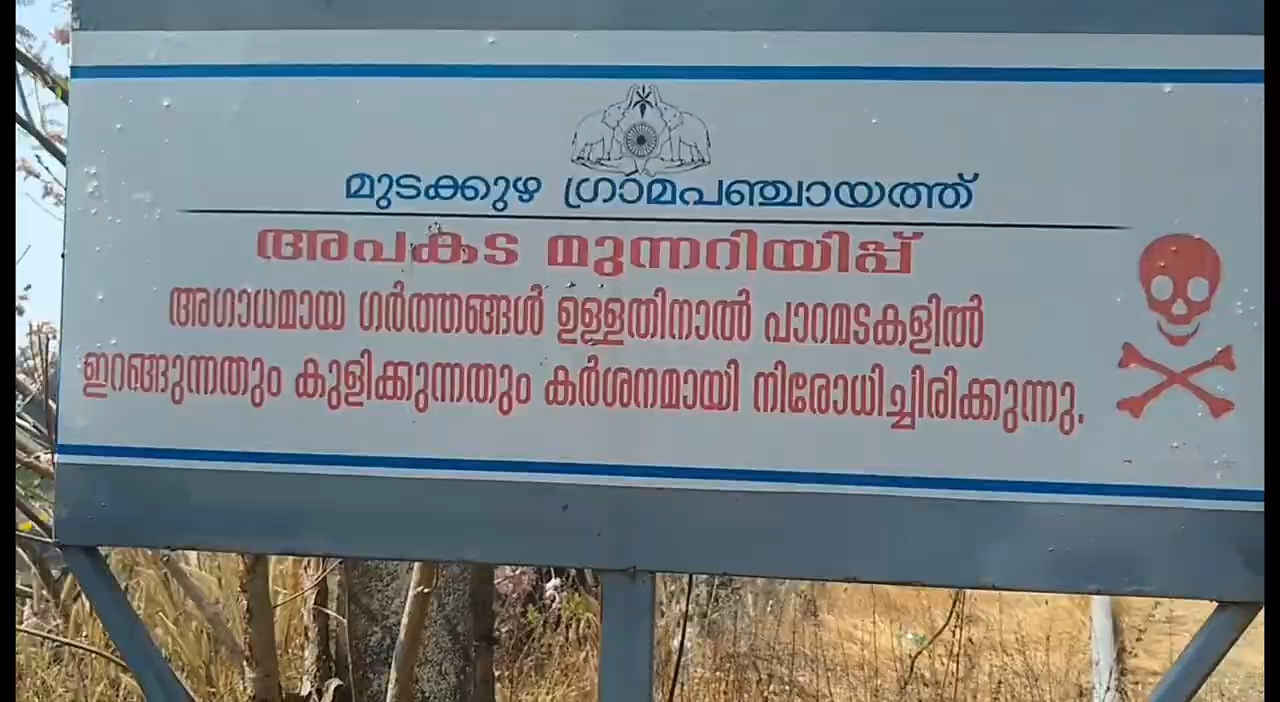 മുടക്കുഴ ഗ്രാമപഞ്ചായത്ത്
അപകട മുന്നറിയിപ്പ്
അഗാധമായ ഗർത്തങ്ങൾ ഉള്ളതിനാൽ പാറമടകളിൽ
ഇറങ്ങുന്നതും കുളിക്കുന്നതും കർശനമായി നിരോധിച്ചിരിക്കുന്നു.